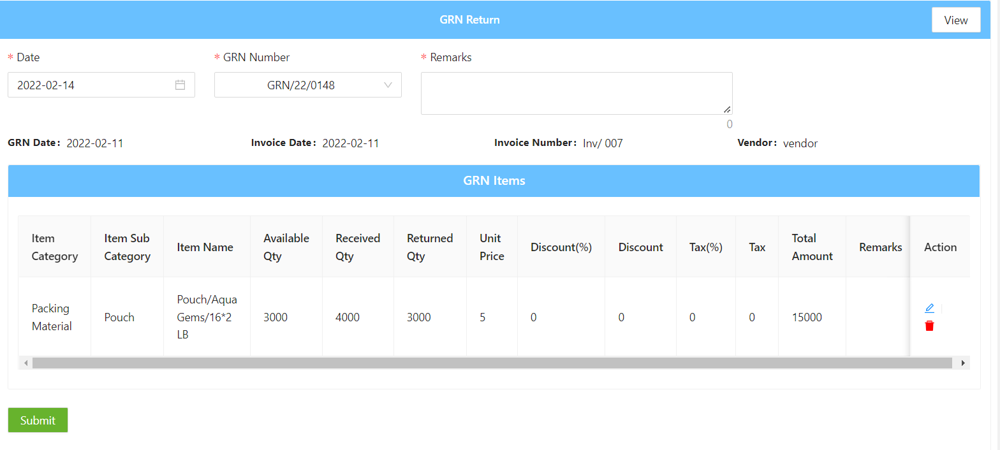 GRN Return
View
* Date
* GRN Number
* Remarks
2022-02-14
GRN/22/0148
0
GRN Date: 2022-02-11
Invoice Date: 2022-02-11
Invoice Number: Inv/ 007
Vendor: vendor
GRN Items
Item Category
Item Sub Category
Item Name
Available Qty
Received Qty
Returned Qty
Unit Price
Discount(%)
Discount
Tax(%)
Tax
Total Amount
Remarks
Action
Packing Material
Pouch
Pouch/Aqua
Gems/16*2
LB
3000
4000
3000
5
0
0
0
0
15000
Submit